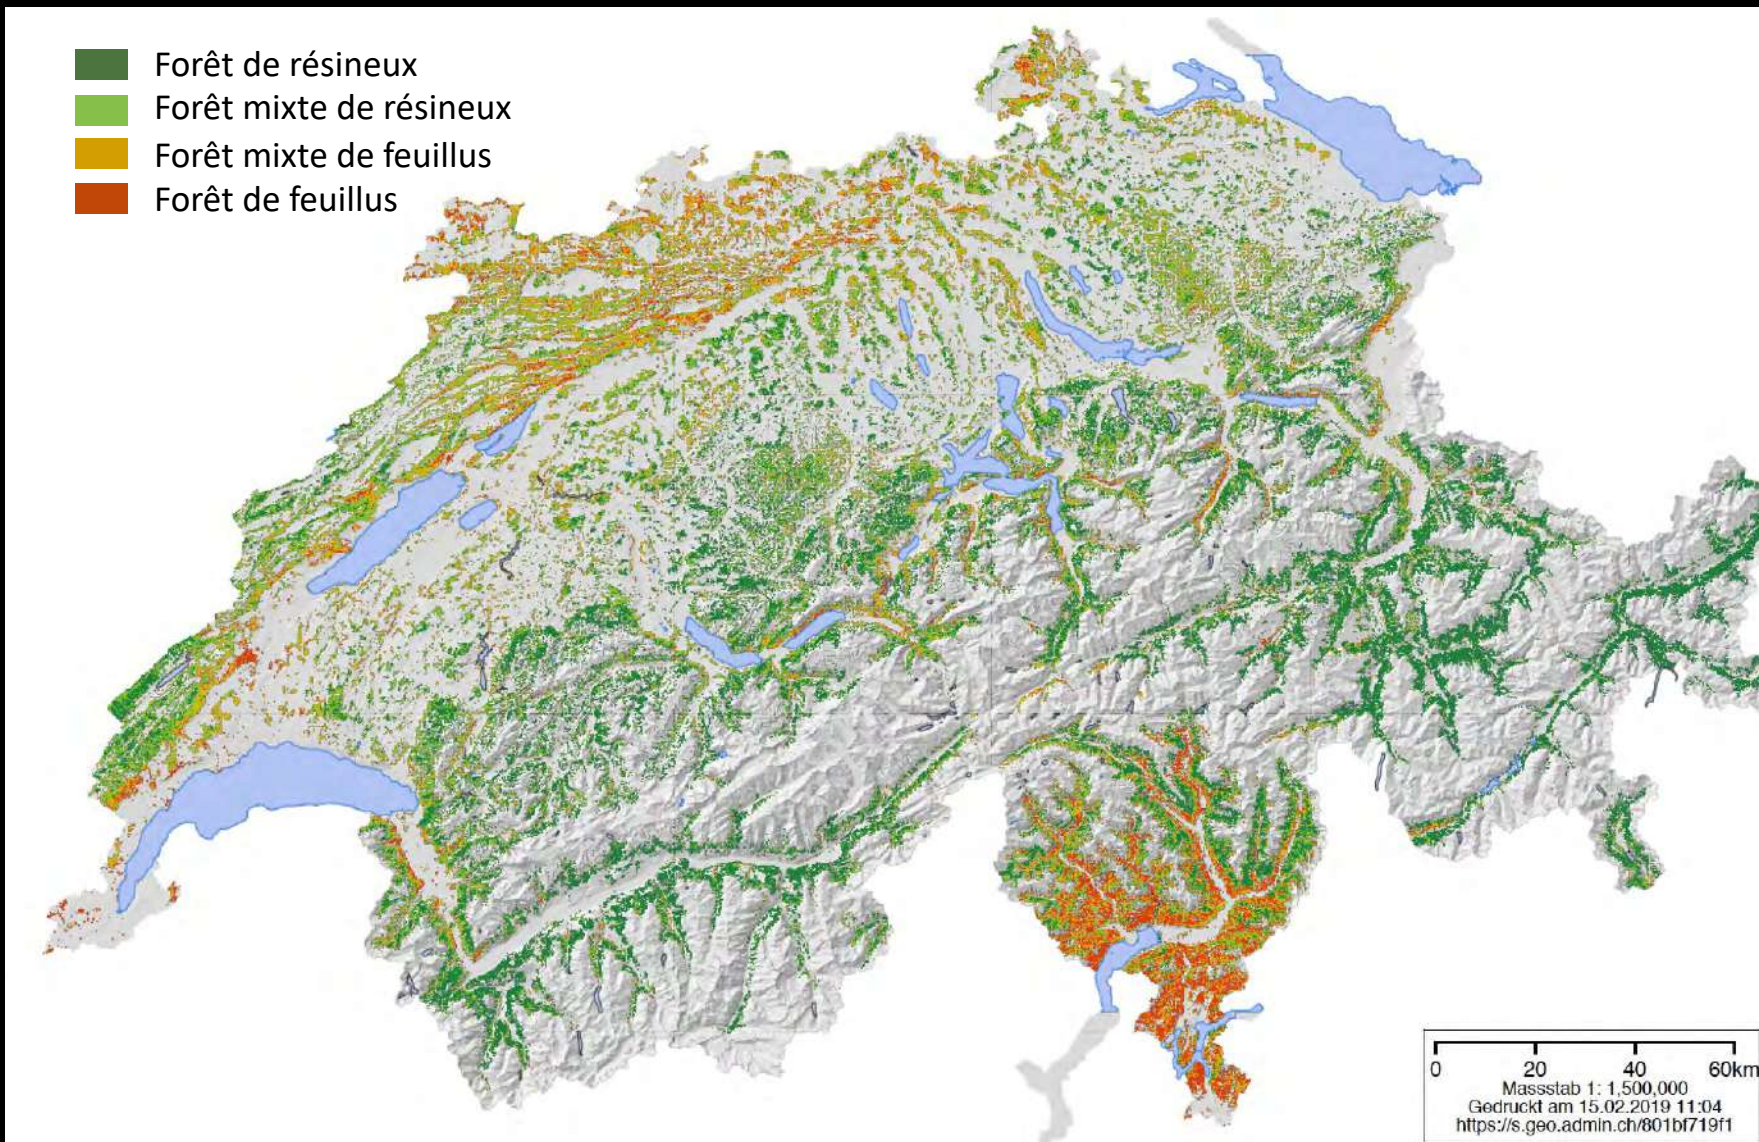 Forêt de résineux
Forêt mixte de résineux
Forêt mixte de feuillus
Forêt de feuillus
0 20 40 60km
Massstab 1: 1,500,000
Gedruckt am 15.02.2019 11:04
https://s.geo.admin.ch/801bf719f1